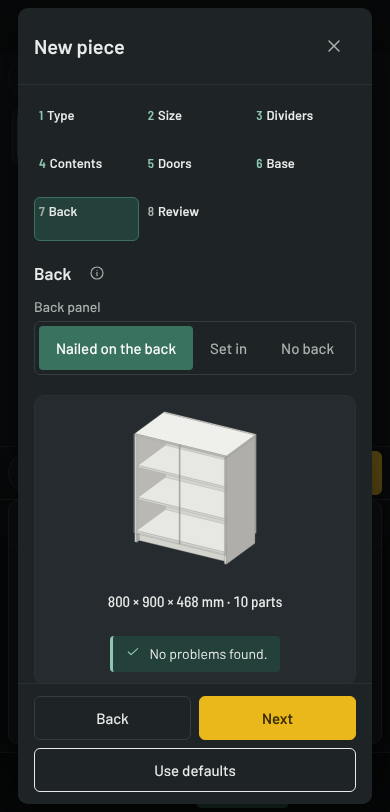 New piece
1 Type
2 Size
3 Dividers
4 Contents
5 Doors
6 Base
7 Back
8 Review
Back
Back panel
Nailed on the back
Set in
No back
800 × 900 × 468 mm · 10 parts
No problems found.
Back
Next
Use defaults